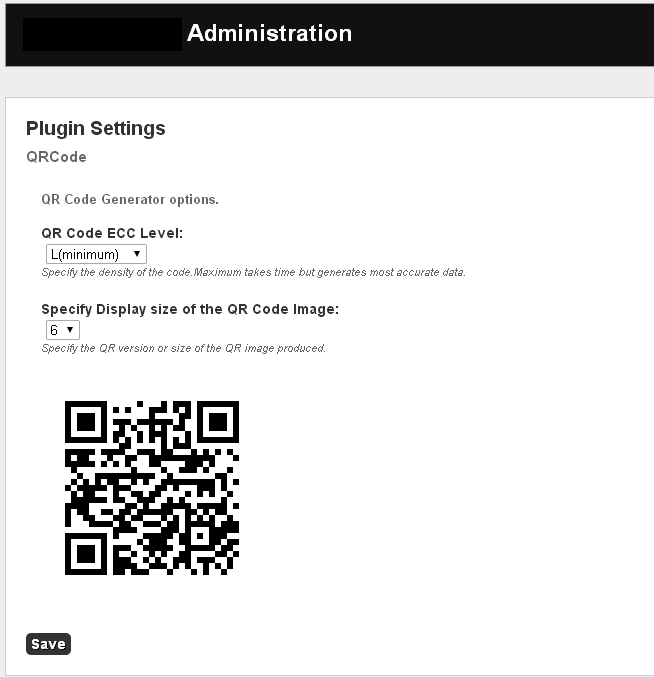 Administration
Plugin Settings
QRCode
QR Code Generator options.
QR Code ECC Level:
L(minimum)
Specify the density of the code.Maximum takes time but generates most accurate data.
Specify Display size of the QR Code Image:
6
Specify the QR version or size of the QR image produced.
Save